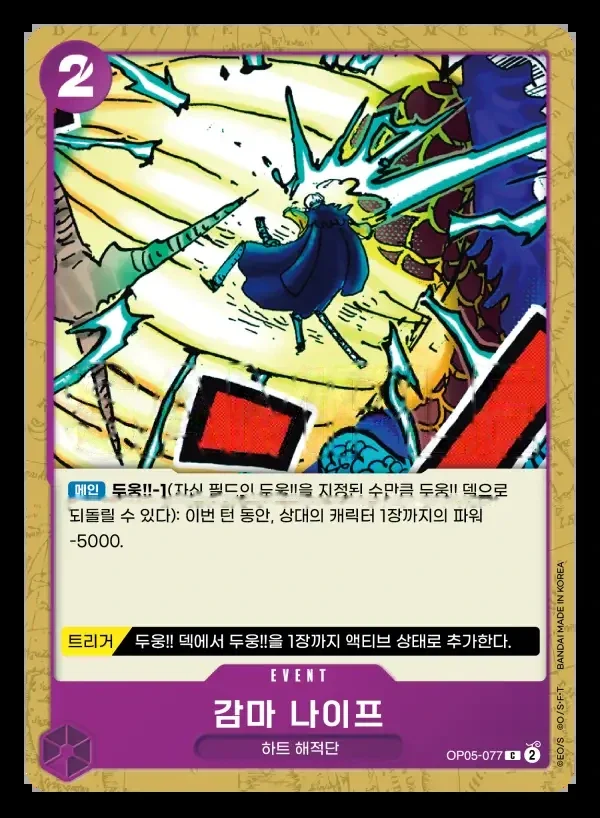 2
메인 두웅!!-1(자신 필드의 두웅!!을 지정된 수만큼 두웅!! 덱으로
되돌릴 수 있다): 이번 턴 동안, 상대의 캐릭터 1장까지의 파워
-5000.
트리거 두웅!! 덱에서 두웅!!을 1장까지 액티브 상태로 추가한다.
EVENT
감마 나이프
하트 해적단
OP05-077 C 2
©EO/S. ©O/S·F·T. BANDAI MADE IN KOREA